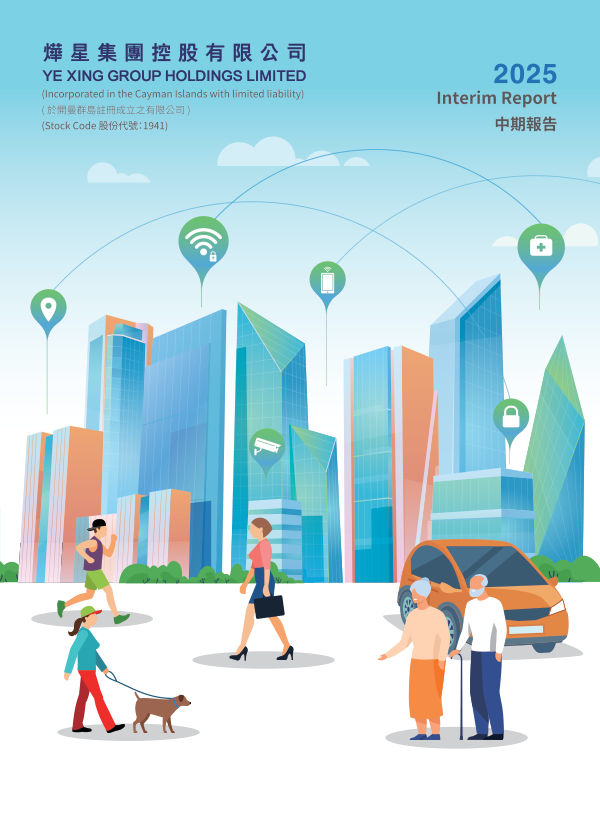 燁星集團控股有限公司
YE XING GROUP HOLDINGS LIMITED
(Incorporated in the Cayman Islands with limited liability)
( 於開曼群島註冊成立之有限公司 )
(Stock Code 股份代號：1941)
2025
Interim Report
中期報告